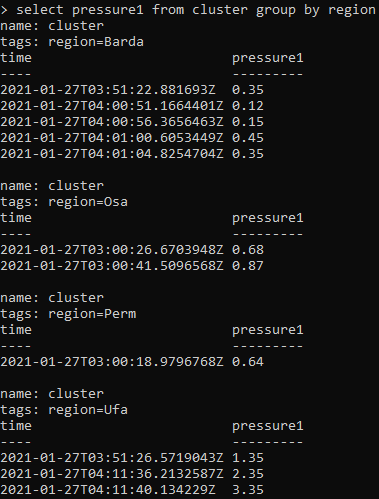 > select pressure1 from cluster group by region
name: cluster
tags: region=Barda
time                         pressure1
----                         ---------
2021-01-27T03:51:22.881693Z  0.35
2021-01-27T04:00:51.1664401Z 0.12
2021-01-27T04:00:56.3656463Z 0.15
2021-01-27T04:01:00.6053449Z 0.45
2021-01-27T04:01:04.8254704Z 0.35

name: cluster
tags: region=Osa
time                         pressure1
----                         ---------
2021-01-27T03:00:26.6703948Z 0.68
2021-01-27T03:00:41.5096568Z 0.87

name: cluster
tags: region=Perm
time                         pressure1
----                         ---------
2021-01-27T03:00:18.9796768Z 0.64

name: cluster
tags: region=Ufa
time                         pressure1
----                         ---------
2021-01-27T03:51:26.5719043Z 1.35
2021-01-27T04:11:36.2132587Z 2.35
2021-01-27T04:11:40.134229Z  3.35